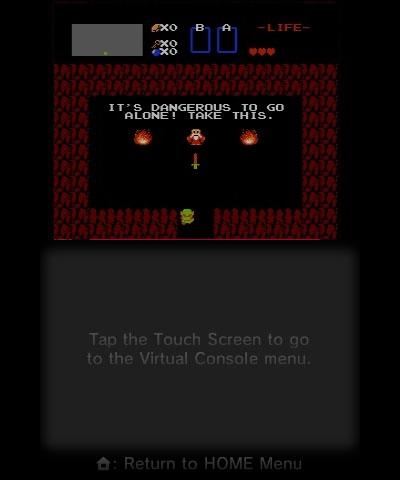 X0 B A -LIFE-
X0
X0
IT'S DANGEROUS TO GO
ALONE! TAKE THIS.
Tap the Touch Screen to go
to the Virtual Console menu.
: Return to HOME Menu